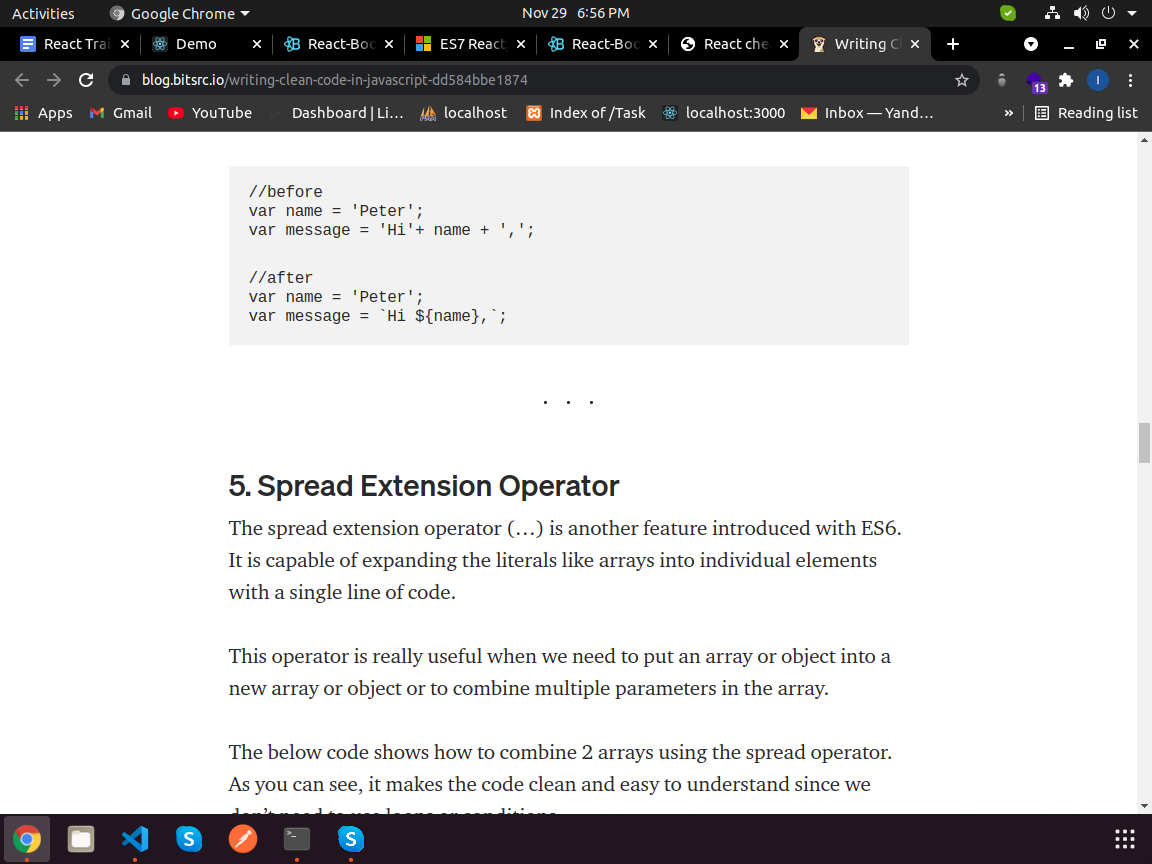 Activities Google Chrome Nov 29 6:56 PM
React Trai Demo React-Boo ES7 React React-Boo React che Writing Cl
blog.bitsrc.io/writing-clean-code-in-javascript-dd584bbe1874
13 I
Apps Gmail YouTube Dashboard | Li… localhost Index of /Task localhost:3000 Inbox — Yand… » Reading list
//before
var name = 'Peter';
var message = 'Hi'+ name + ',';
//after
var name = 'Peter';
var message = `Hi ${name},`;
. . .
5. Spread Extension Operator
The spread extension operator (…) is another feature introduced with ES6.
It is capable of expanding the literals like arrays into individual elements
with a single line of code.
This operator is really useful when we need to put an array or object into a
new array or object or to combine multiple parameters in the array.
The below code shows how to combine 2 arrays using the spread operator.
As you can see, it makes the code clean and easy to understand since we
don't need to use loops or conditions